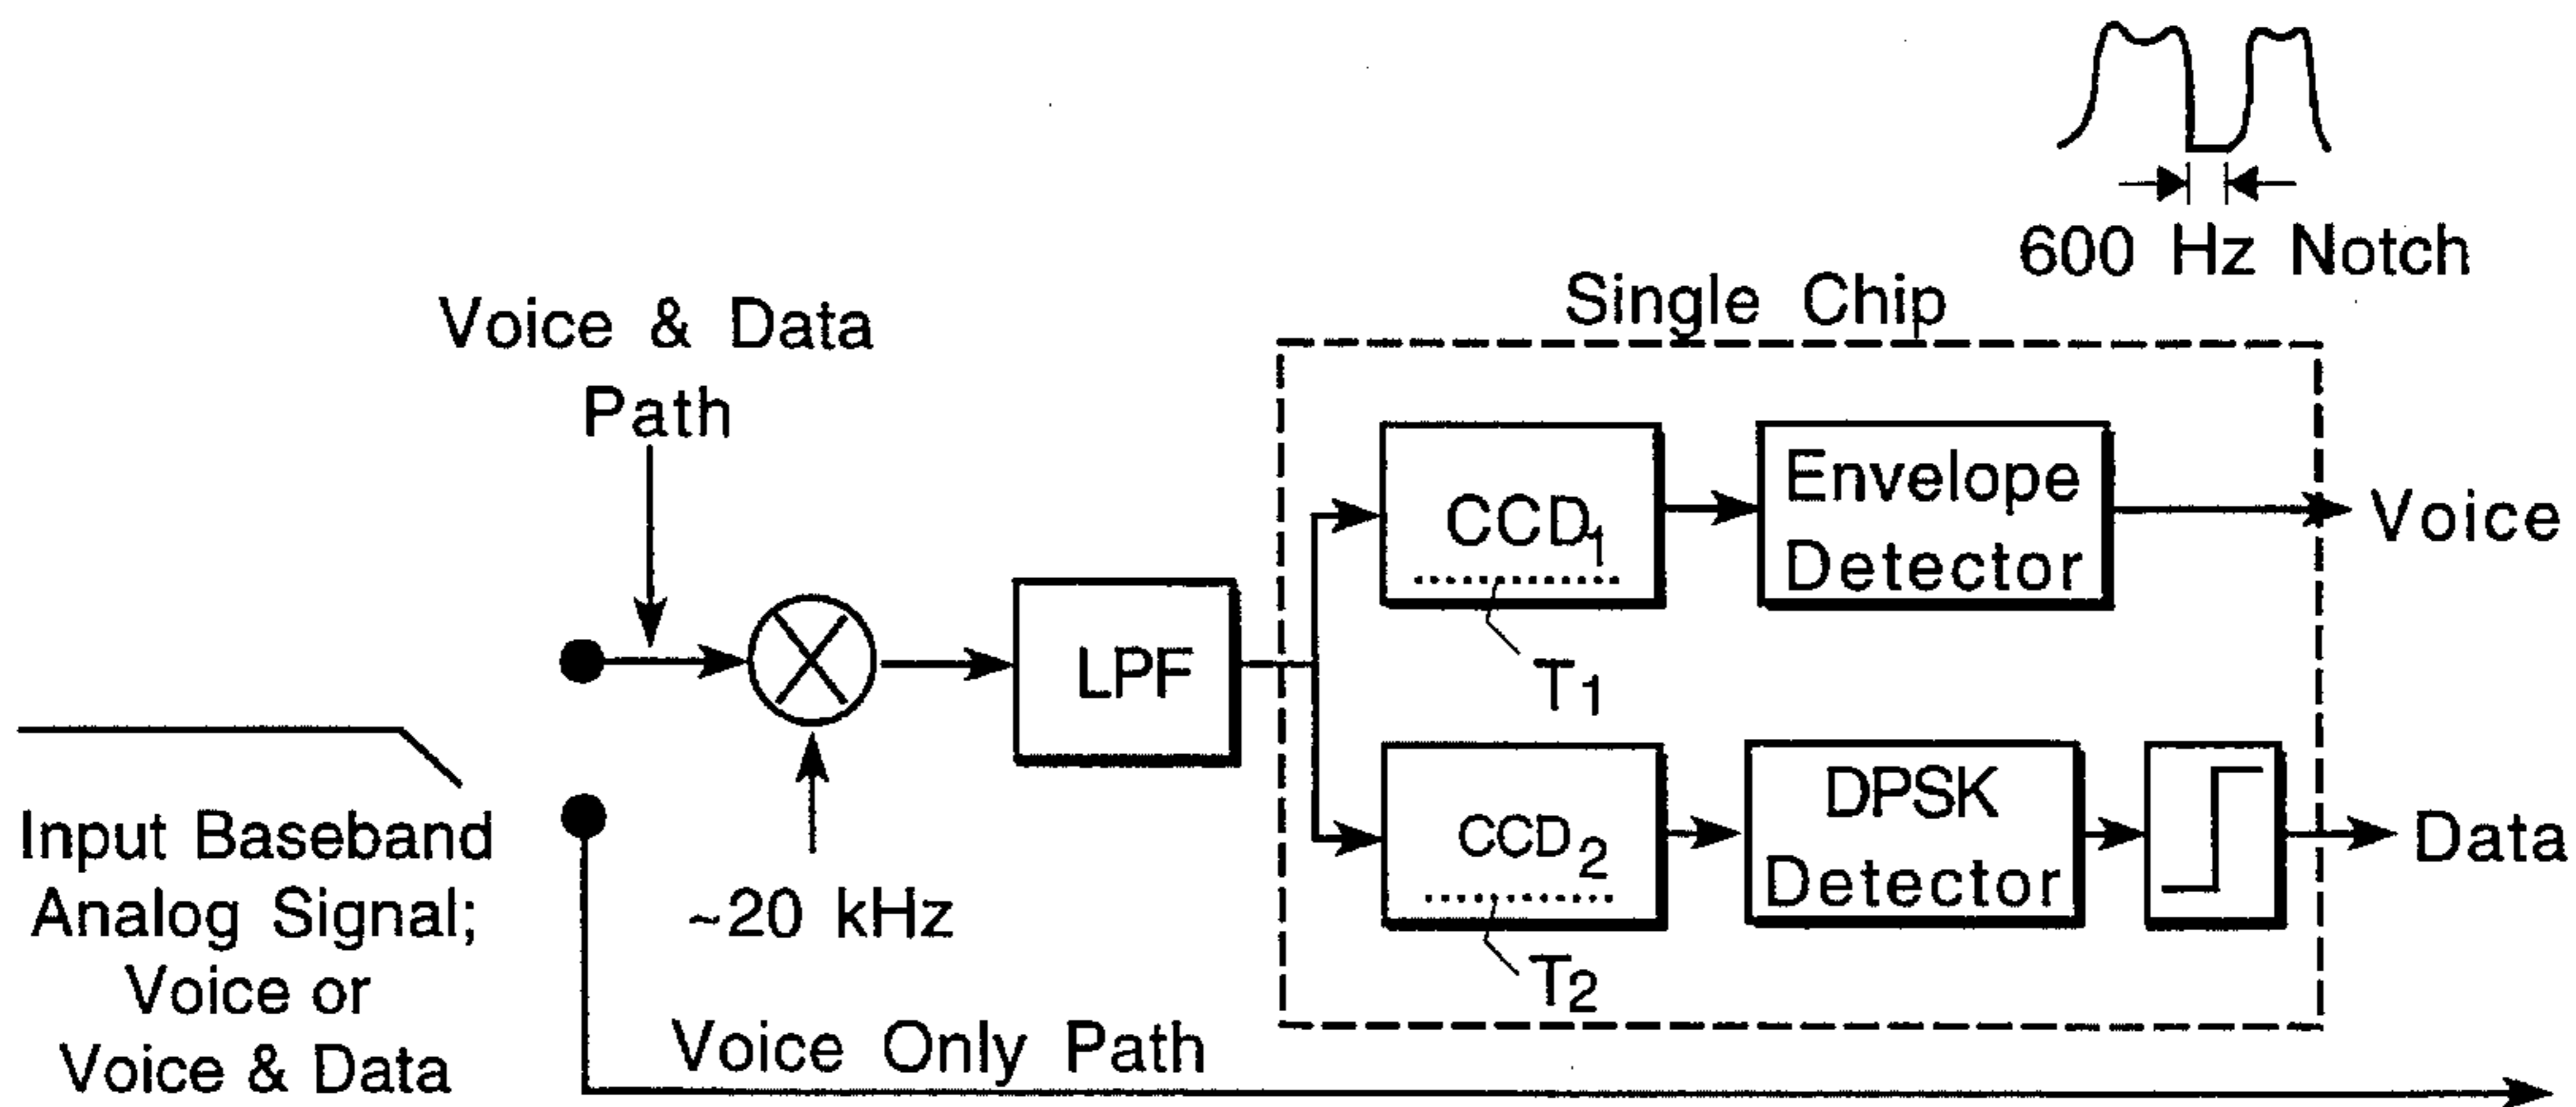 600 Hz Notch
Single Chip
Voice & Data
Path
CCD1
T1
Envelope
Detector
Voice
LPF
~20 kHz
CCD2
T2
DPSK
Detector
Data
Input Baseband
Analog Signal;
Voice or
Voice & Data
Voice Only Path